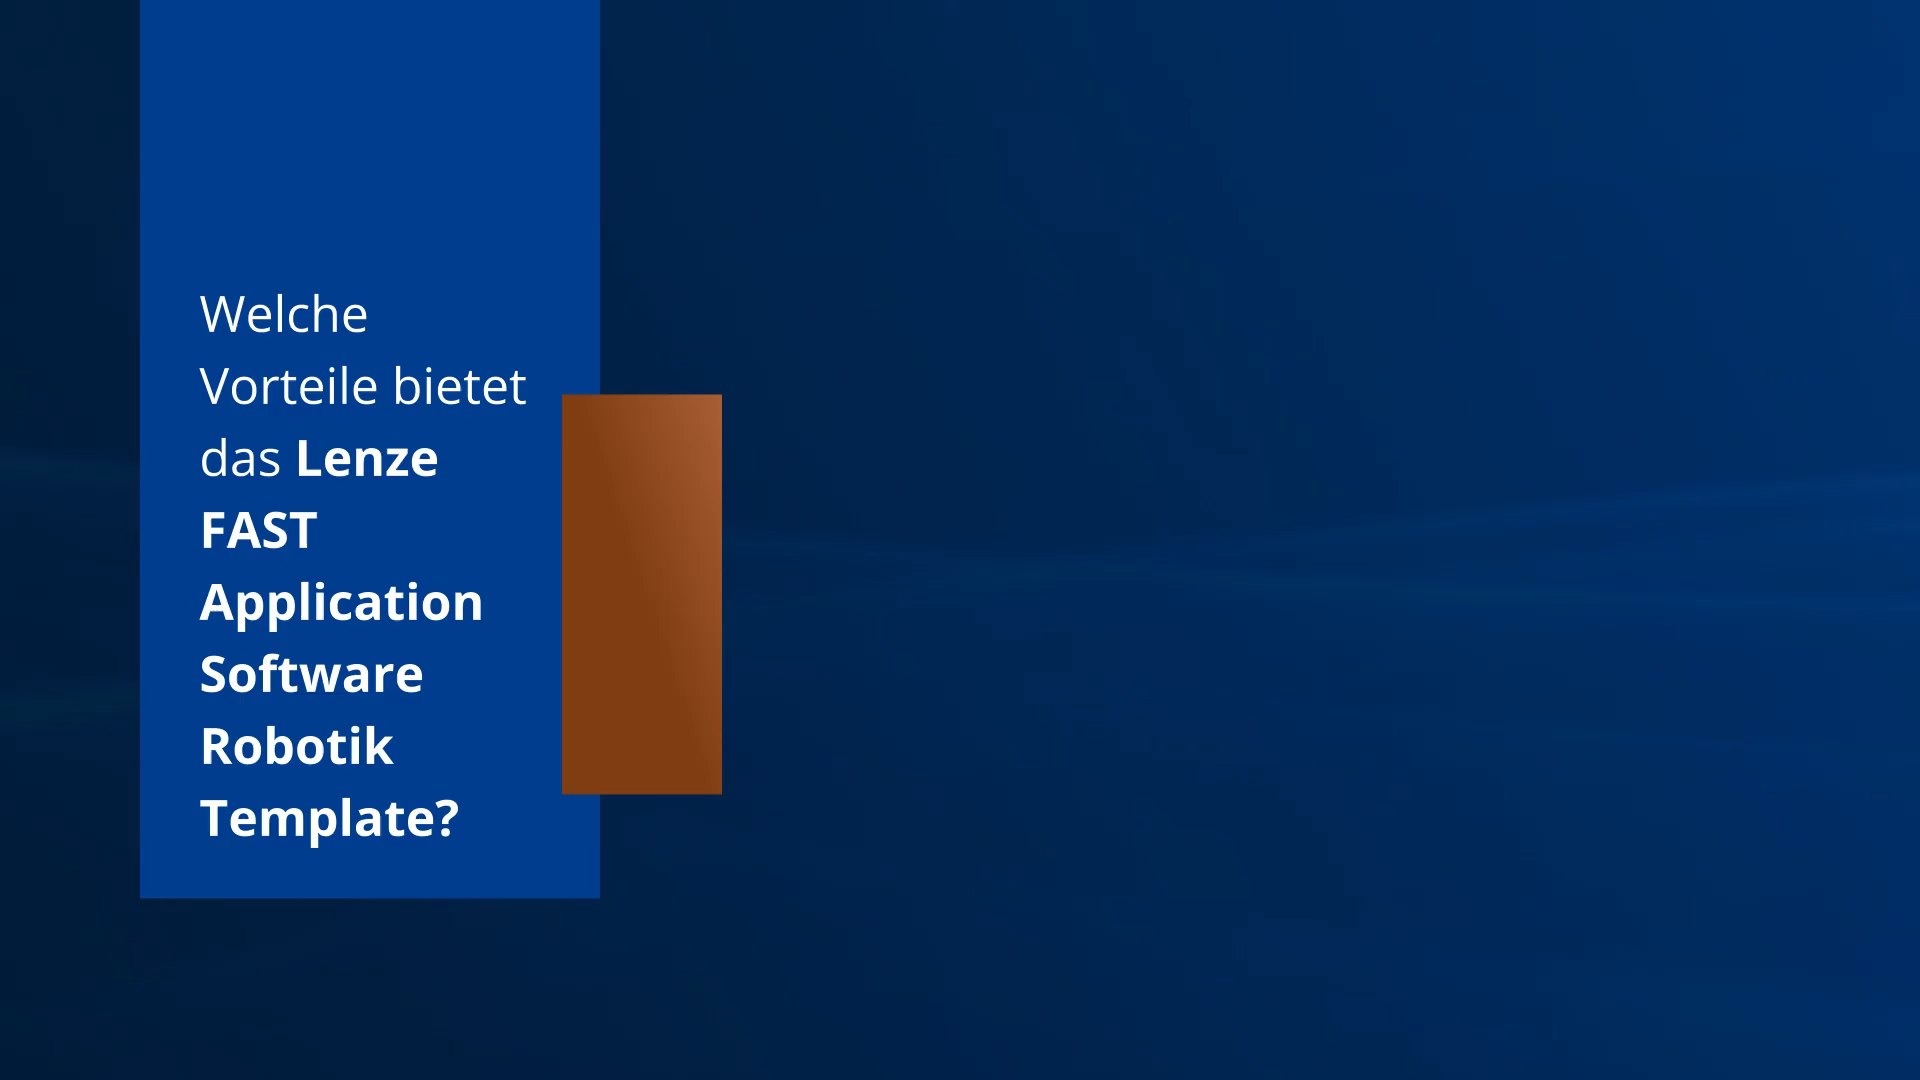 Welche
Vorteile bietet
das Lenze
FAST
Application
Software
Robotik
Template?